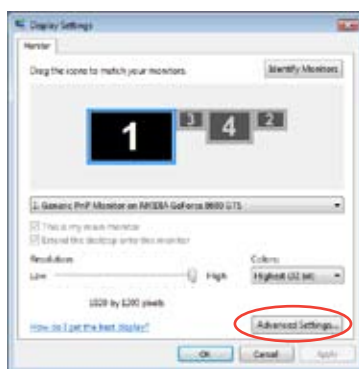 Display Settings
Monitor
Drag the icons to match your monitors.
Identify Monitors
1
3
4
2
1. Generic PnP Monitor on NVIDIA GeForce 8600 GTS
This is my main monitor
Extend the desktop onto this monitor
Resolution:
Colors:
Low
High
Highest (32 bit)
by 1200 pixels
How do I get the best display?
Advanced Settings...
OK
Cancel
Apply